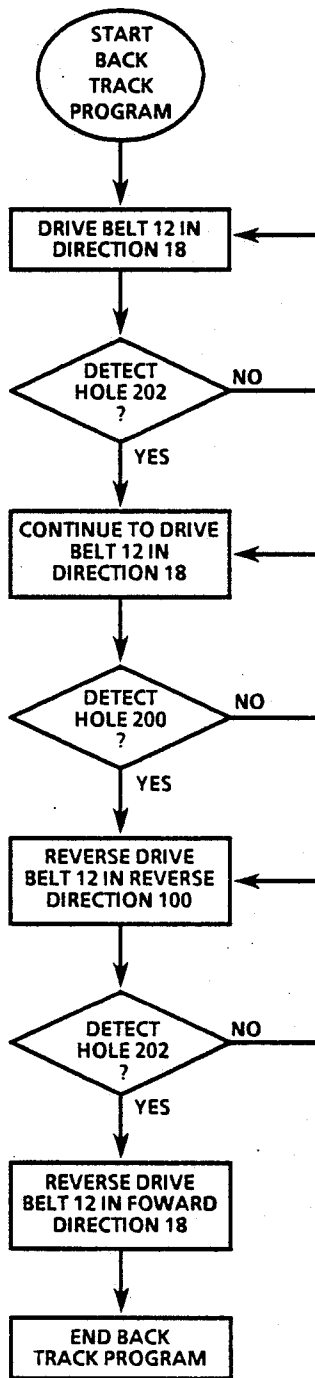 START
BACK
TRACK
PROGRAM
DRIVE BELT 12 IN
DIRECTION 18
DETECT
HOLE 202
?
NO
YES
CONTINUE TO DRIVE
BELT 12 IN
DIRECTION 18
DETECT
HOLE 200
?
NO
YES
REVERSE DRIVE
BELT 12 IN REVERSE
DIRECTION 100
DETECT
HOLE 202
?
NO
YES
REVERSE DRIVE
BELT 12 IN FOWARD
DIRECTION 18
END BACK
TRACK PROGRAM